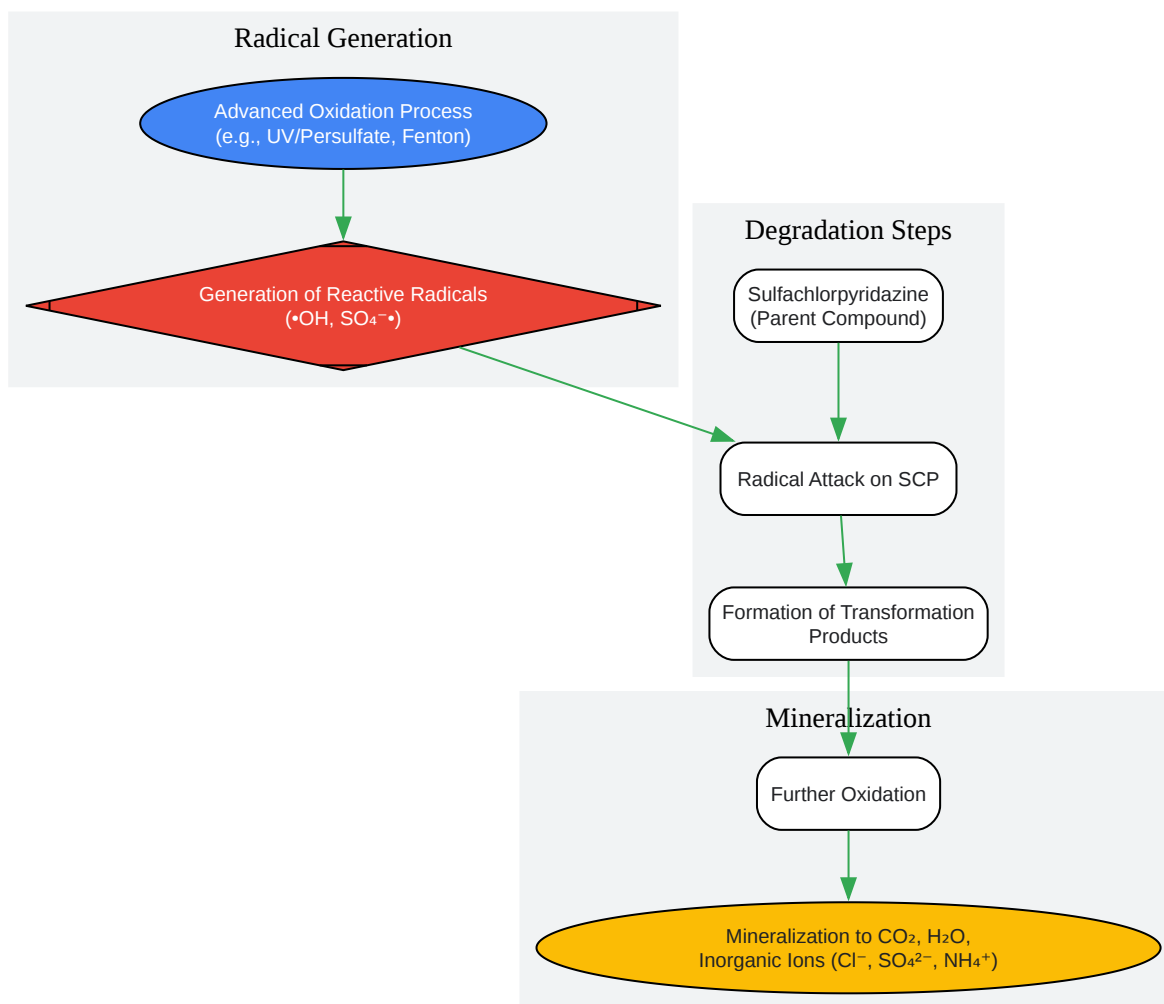 Radical Generation
Advanced Oxidation Process
(e.g., UV/Persulfate, Fenton)
Generation of Reactive Radicals
(•OH, SO₄⁻•)
Degradation Steps
Sulfachlorpyridazine
(Parent Compound)
Radical Attack on SCP
Formation of Transformation
Products
Mineralization
Further Oxidation
Mineralization to CO₂, H₂O,
Inorganic Ions (Cl⁻, SO₄²⁻, NH₄⁺)